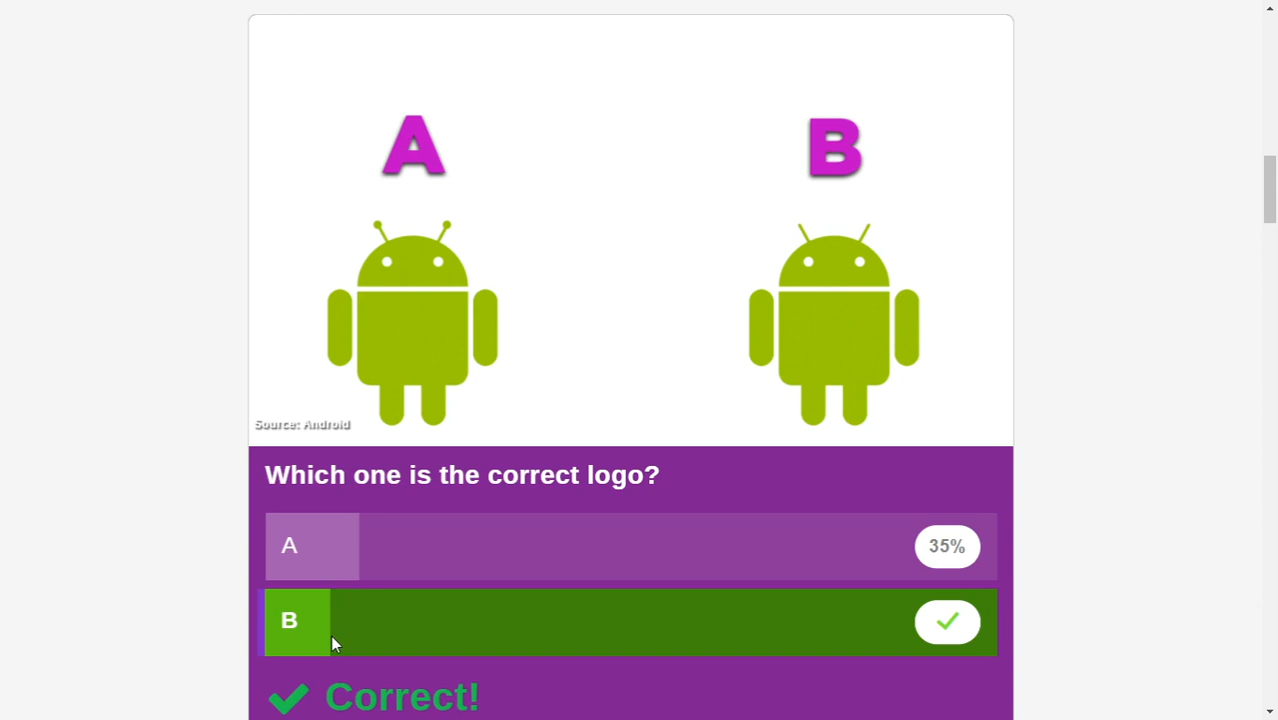 A
B
Source: Android
Which one is the correct logo?
A
35%
B
Correct!